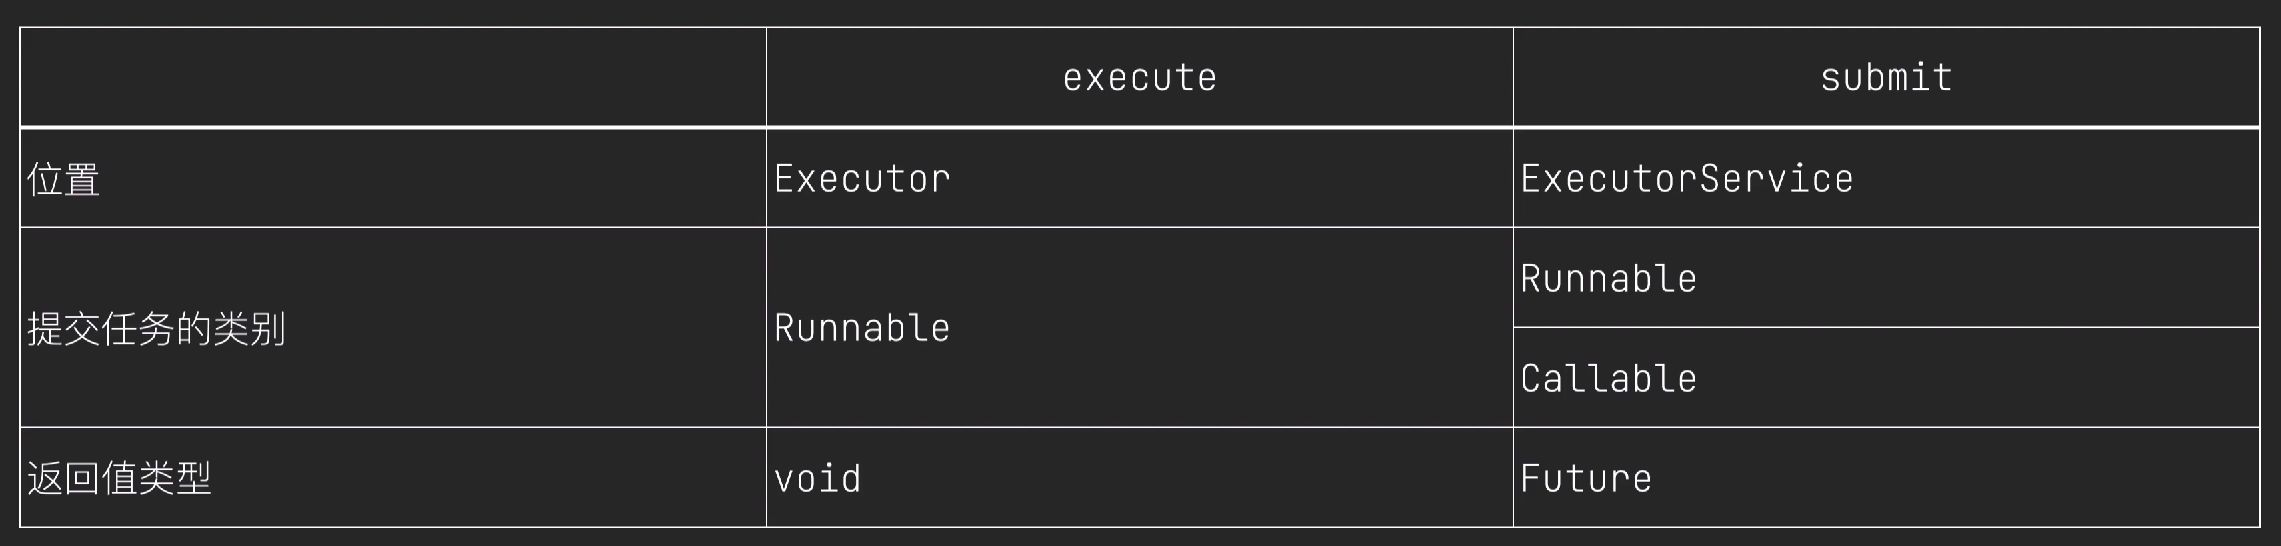 execute
submit
位置
Executor
ExecutorService
提交任务的类别
Runnable
Runnable
Callable
返回值类型
void
Future